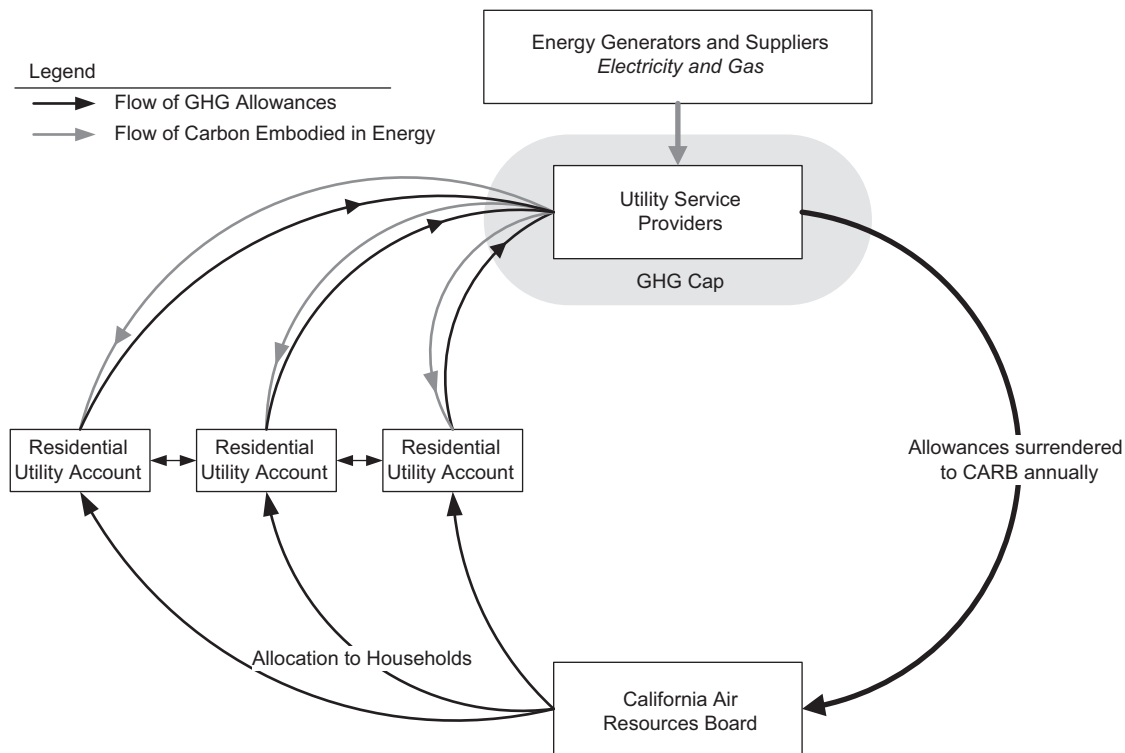 Energy Generators and Suppliers
Electricity and Gas
Legend
Flow of GHG Allowances
Flow of Carbon Embodied in Energy
Utility Service
Providers
GHG Cap
Residential
Utility Account
Residential
Utility Account
Residential
Utility Account
Allowances surrendered
to CARB annually
Allocation to Households
California Air
Resources Board